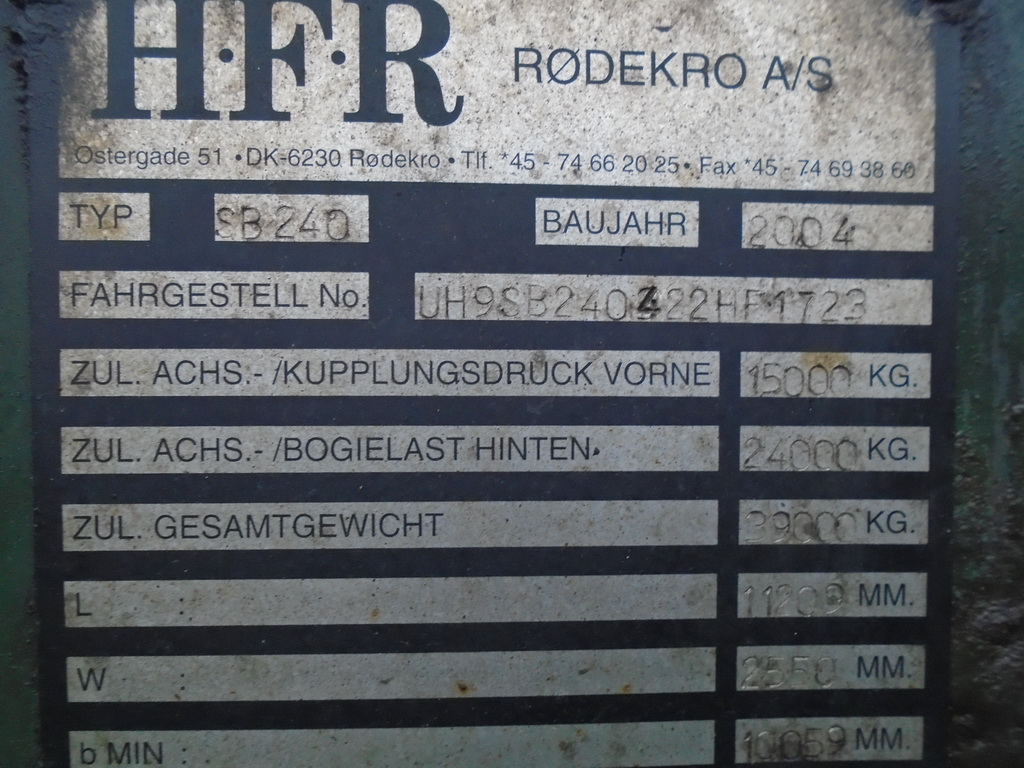 H·F·R RØDEKRO A/S
Østergade 51 • DK-6230 Rødekro • Tlf. *45 - 74 66 20 25 • Fax *45 - 74 69 38 60
TYP SB 240 BAUJAHR 2004
FAHRGESTELL No.
ZUL. ACHS.- /KUPPLUNGSDRUCK VORNE 15000 KG.
ZUL. ACHS.- /BOGIELAST HINTEN. 24000 KG.
ZUL. GESAMTGEWICHT 39000 KG.
L : 11200 MM.
W : 2550 MM.
b MIN : 10059 MM.